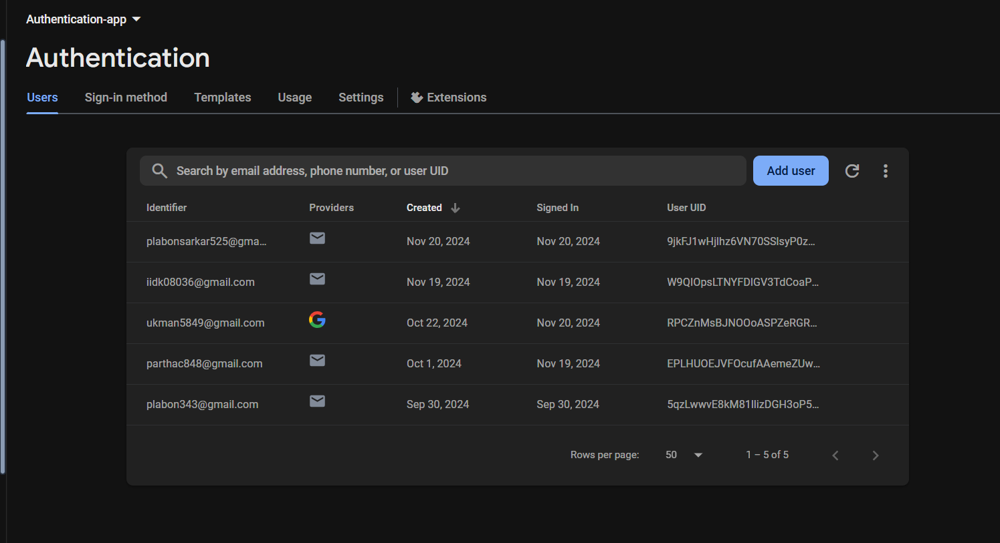 Authentication-app
Authentication
Users Sign-in method Templates Usage Settings Extensions
Search by email address, phone number, or user UID Add user
Identifier Providers Created Signed In User UID
plabonsarkar525@gma... Nov 20, 2024 Nov 20, 2024 9jkFJ1wHjlhz6VN70SSlsyP0z...
iidk08036@gmail.com Nov 19, 2024 Nov 19, 2024 W9QIOpsLTNYFDIGV3TdCoaP...
ukman5849@gmail.com Oct 22, 2024 Nov 20, 2024 RPCZnMsBJNOOoASPZeRGR...
parthac848@gmail.com Oct 1, 2024 Nov 19, 2024 EPLHUOEJVFOcufAAemeZUw...
plabon343@gmail.com Sep 30, 2024 Sep 30, 2024 5qzLwwvE8kM81IlizDGH3oP5...
Rows per page: 50 1 – 5 of 5